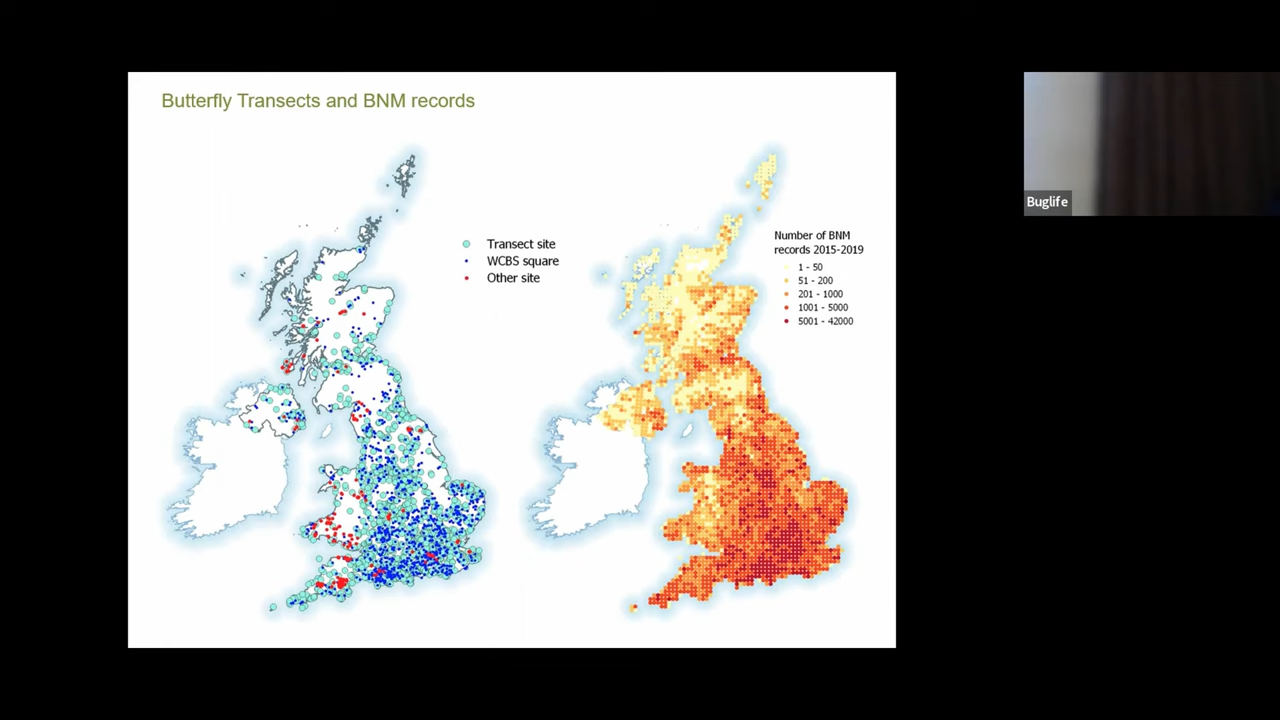 Butterfly Transects and BNM records
Transect site
WCBS square
Other site
Number of BNM
records 2015-2019
1 - 50
51 - 200
201 - 1000
1001 - 5000
5001 - 42000
Buglife